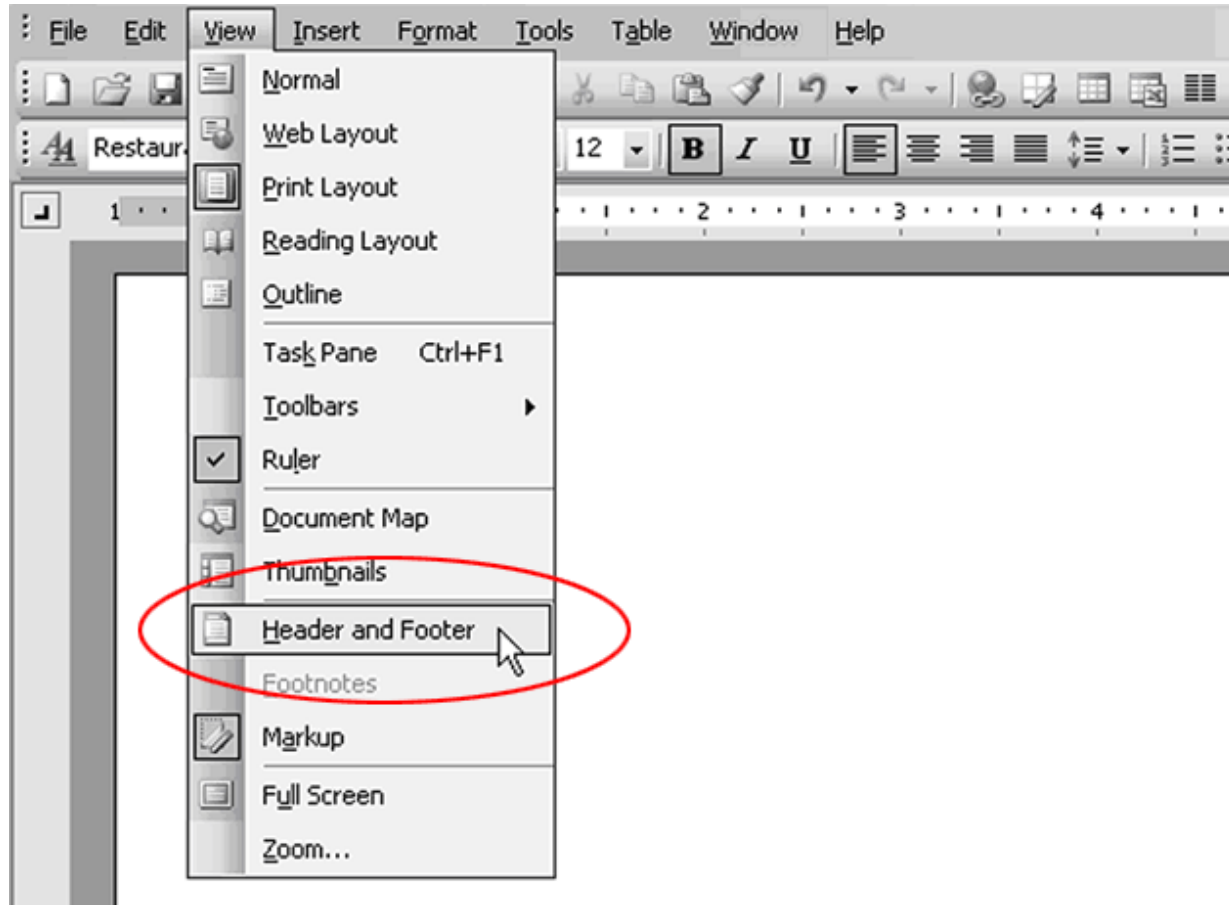 File Edit View Insert Format Tools Table Window Help
Normal
Web Layout
12 B I U
Print Layout
1 2 3 4
Reading Layout
Outline
Task Pane Ctrl+F1
Toolbars
Ruler
Document Map
Thumbnails
Header and Footer
Footnotes
Markup
Full Screen
Zoom...